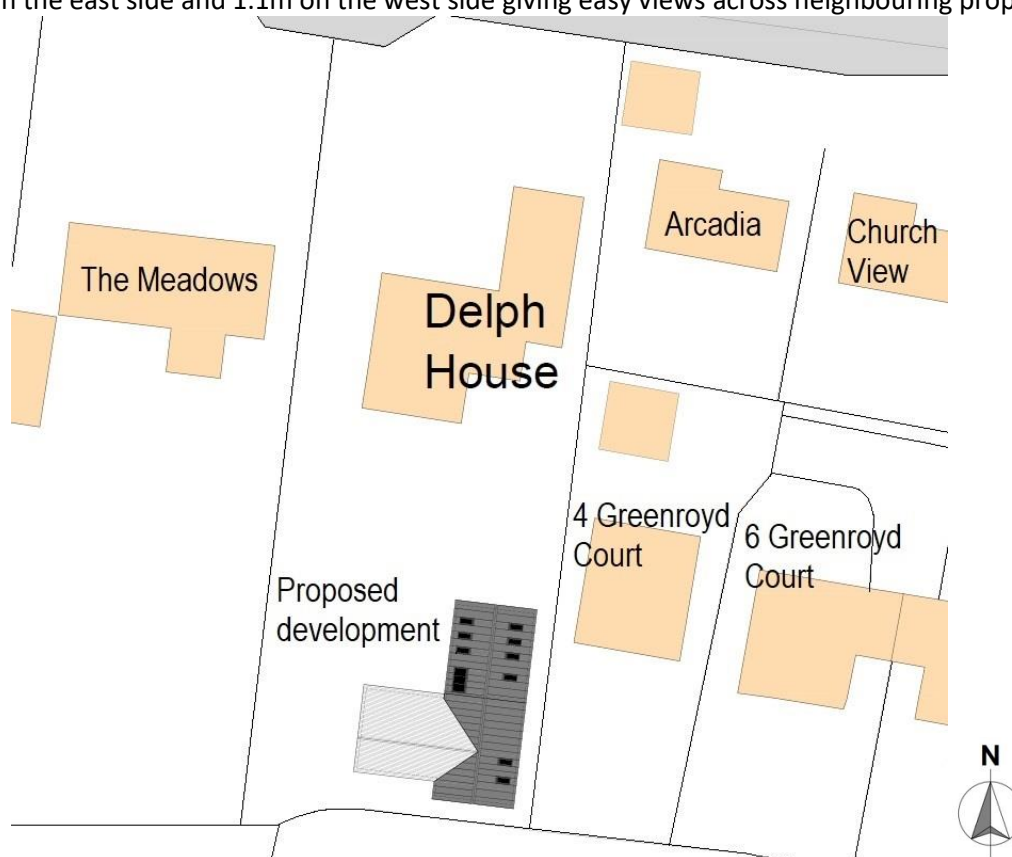 the east side and 1.1m on the west side giving easy views across neighbouring
Arcadia
Church
View
The Meadows
Delph
House
4 Greenroyd
Court
6 Greenroyd
Court
Proposed
development
N